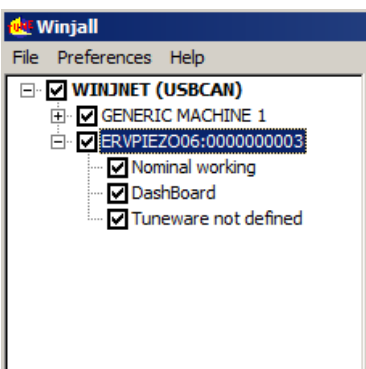 Winjall
File Preferences Help
WINJNET (USBCAN)
GENERIC MACHINE 1
ERVPIEZO06:0000000003
Nominal working
DashBoard
Tuneware not defined